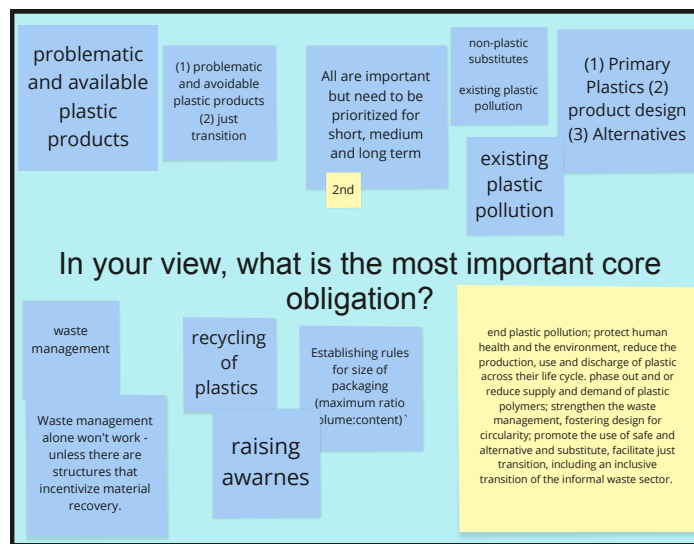 problematic
and available
plastic
products
(1) problematic
and avoidable
plastic products
(2) just
transition
All are important
but need to be
prioritized for
short, medium
and long term
2nd
non-plastic
substitutes
existing plastic
pollution
(1) Primary
Plastics (2)
product design
(3) Alternatives
existing
plastic
pollution
In your view, what is the most important core
obligation?
waste
management
Waste management
alone won't work -
unless there are
structures that
incentivize material
recovery.
recycling
of
plastics
raising
awarnes
Establishing rules
for size of
packaging
(maximum ratio
olume:content)`
end plastic pollution; protect human
health and the environment, reduce the
production, use and discharge of plastic
across their life cycle. phase out and or
reduce supply and demand of plastic
polymers; strengthen the waste
management, fostering design for
circularity; promote the use of safe and
alternative and substitute, facilitate just
transition, including an inclusive
transition of the informal waste sector.